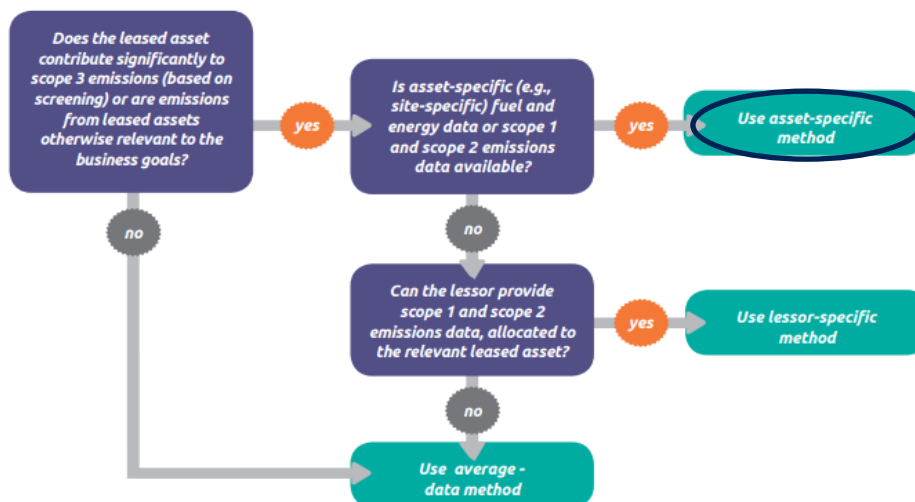 Does the leased asset
contribute significantly to
scope 3 emissions (based on
screening) or are emissions
from leased assets
otherwise relevant to the
business goals?
yes
Is asset-specific (e.g.,
site-specific) fuel and
energy data or scope 1
and scope 2 emissions
data available?
yes
Use asset-specific
method
no
no
Can the lessor provide
scope 1 and scope 2
emissions data, allocated to
the relevant leased asset?
yes
Use lessor-specific
method
no
Use average -
data method